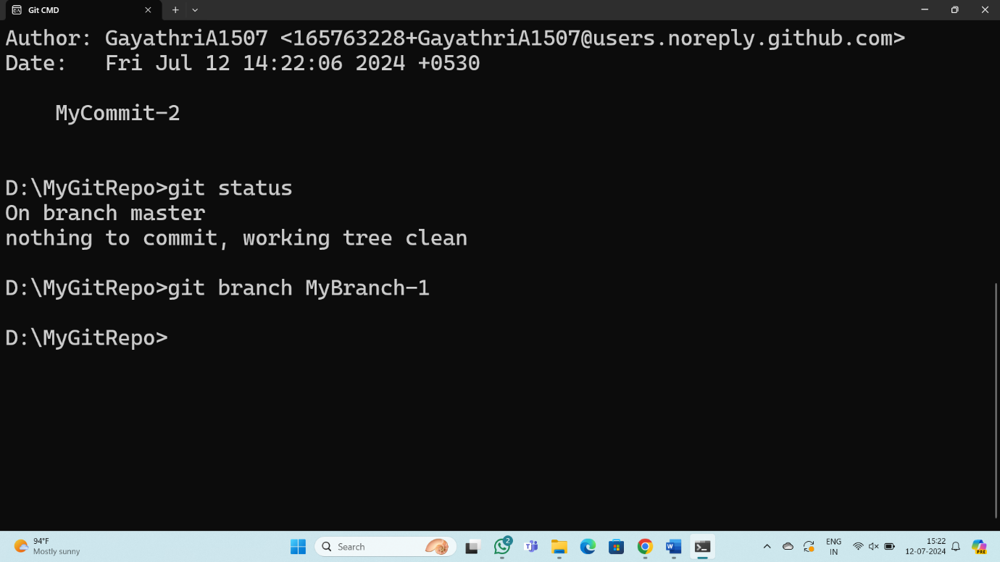 Git CMD
Author: GayathriA1507 <165763228+GayathriA1507@users.noreply.github.com>
Date:   Fri Jul 12 14:22:06 2024 +0530
MyCommit-2
D:\MyGitRepo>git status
On branch master
nothing to commit, working tree clean
D:\MyGitRepo>git branch MyBranch-1
D:\MyGitRepo>
94°F
Mostly sunny
Search
2
ENG
IN
15:22
12-07-2024
PRE